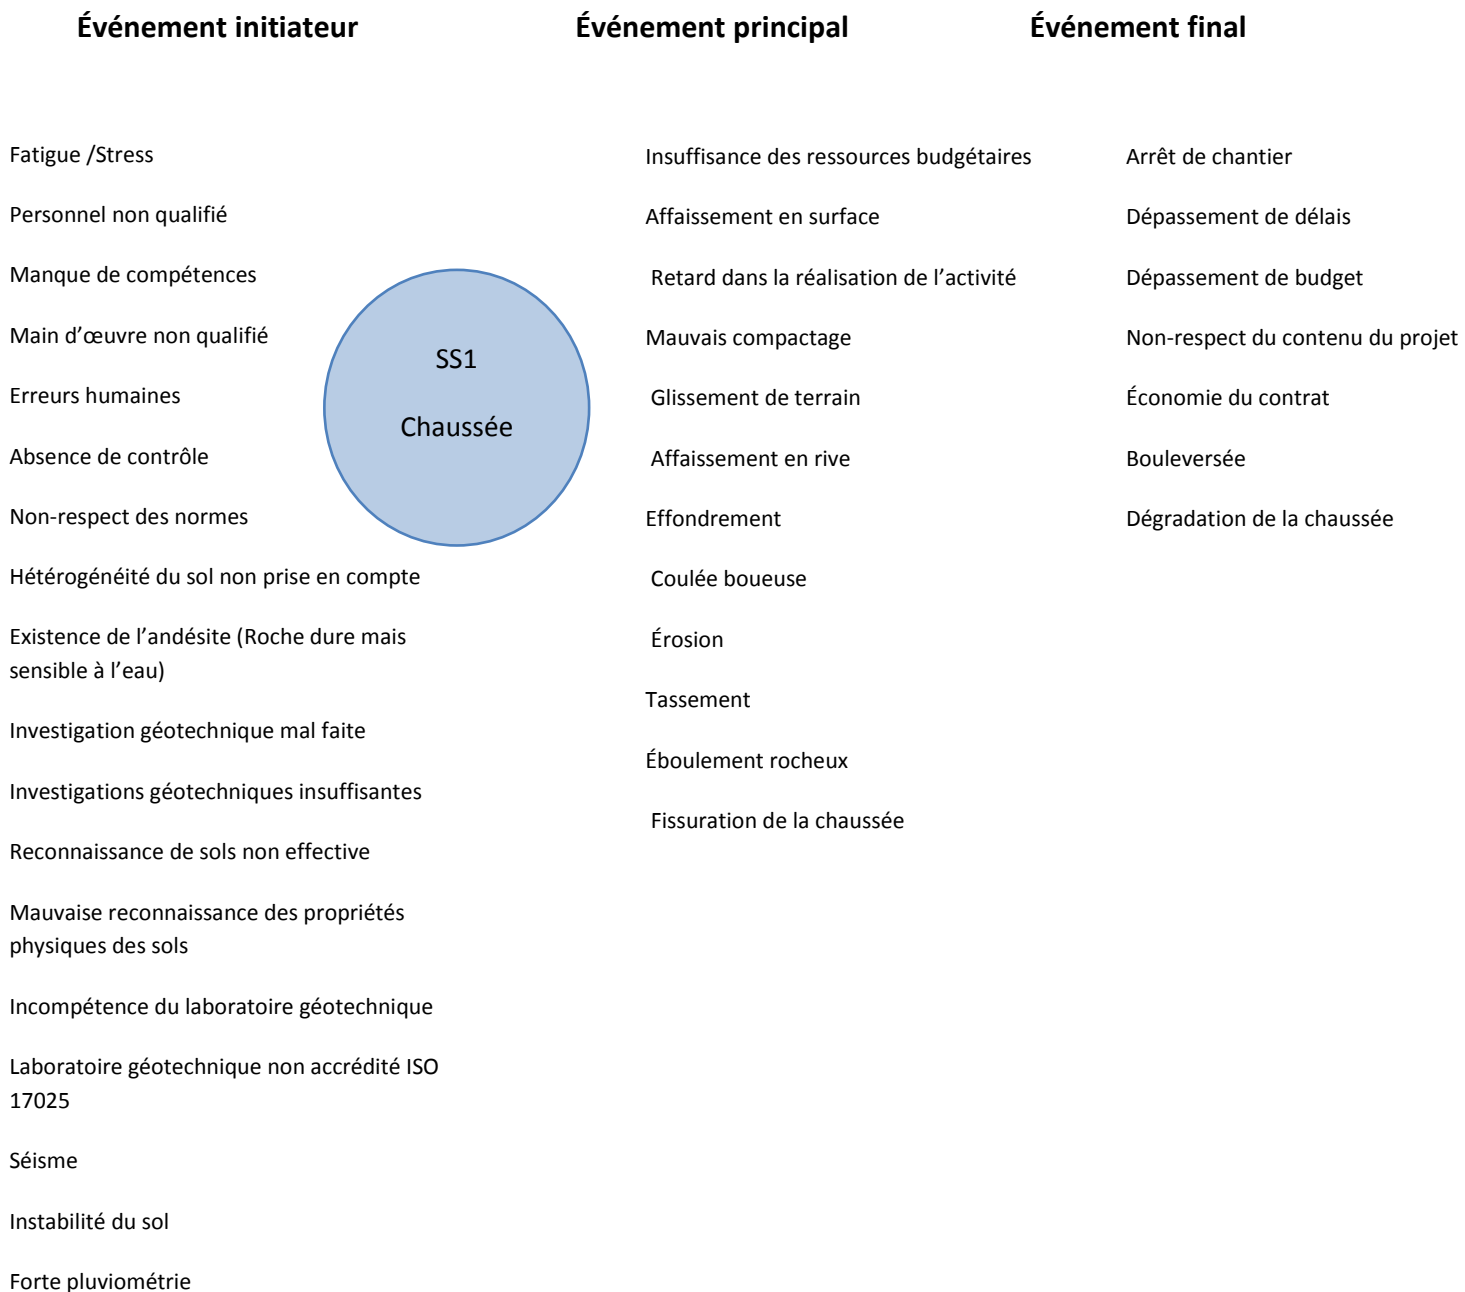 Événement initiateur
Événement principal
Événement final
Fatigue /Stress
Personnel non qualifié
Manque de compétences
Main d'œuvre non qualifié
Erreurs humaines
Absence de contrôle
Non-respect des normes
Hétérogénéité du sol non prise en compte
Existence de l'andésite (Roche dure mais
sensible à l'eau)
Investigation géotechnique mal faite
Investigations géotechniques insuffisantes
Reconnaissance de sols non effective
Mauvaise reconnaissance des propriétés
physiques des sols
Incompétence du laboratoire géotechnique
Laboratoire géotechnique non accrédité ISO
17025
Séisme
Instabilité du sol
Forte pluviométrie
SS1
Chaussée
Insuffisance des ressources budgétaires
Affaissement en surface
Retard dans la réalisation de l'activité
Mauvais compactage
Glissement de terrain
Affaissement en rive
Effondrement
Coulée boueuse
Érosion
Tassement
Éboulement rocheux
Fissuration de la chaussée
Arrêt de chantier
Dépassement de délais
Dépassement de budget
Non-respect du contenu du projet
Économie du contrat
Bouleversée
Dégradation de la chaussée